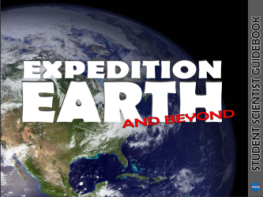 EXPEDITION
EARTH
AND BEYOND
STUDENT SCIENTIST GUIDEBOOK